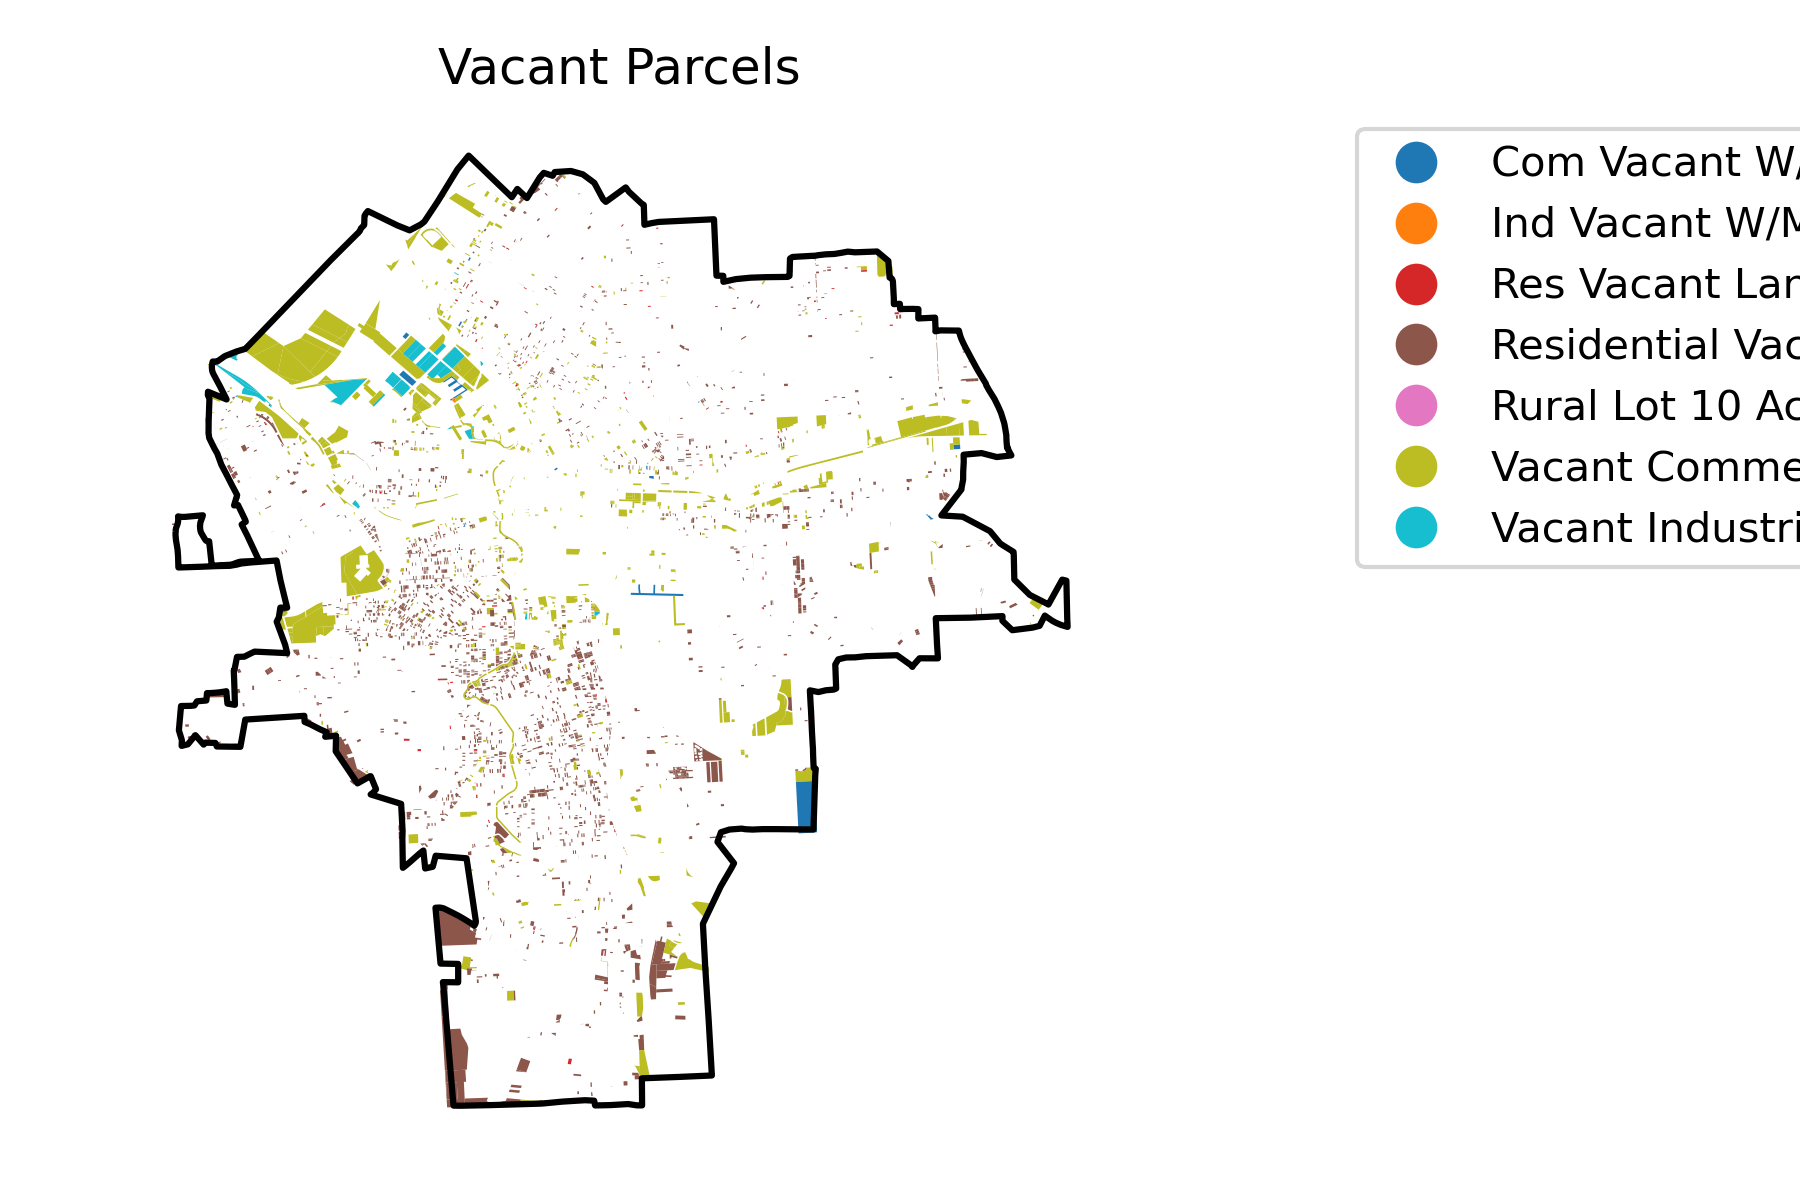 Vacant Parcels
Com Vacant W/
Ind Vacant W/M
Res Vacant Lan
Residential Vac
Rural Lot 10 Ac
Vacant Comme
Vacant Industri